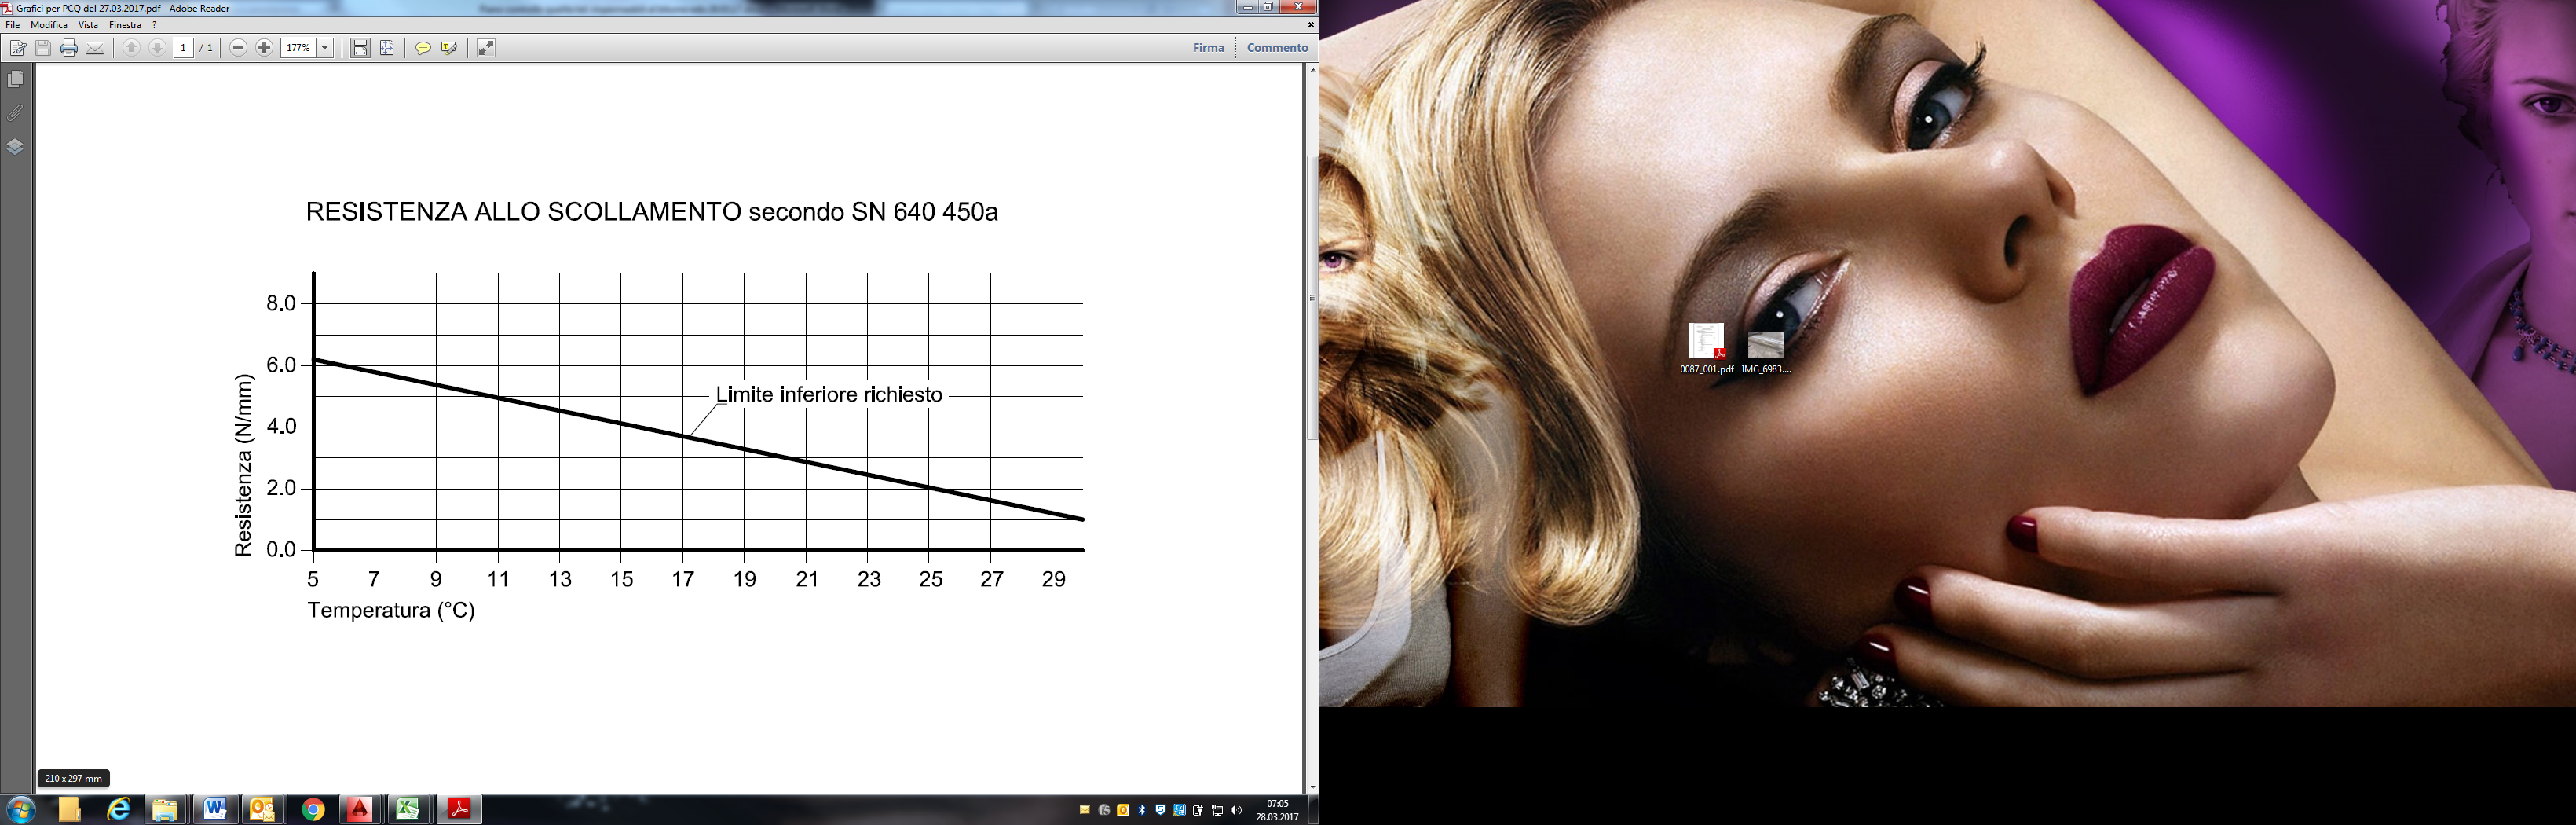 Grafici per PCQ del 27.03.2017.pdf - Adobe Reader
File Modifica Vista Finestra ?
1 / 1 177% Firma Commento
RESISTENZA ALLO SCOLLAMENTO secondo SN 640 450a
8.0
6.0
Limite inferiore richiesto
4.0
2.0
0.0
Resistenza (N/mm)
5 7 9 11 13 15 17 19 21 23 25 27 29
Temperatura (°C)
0087_001.pdf IMG_6983....
210 x 297 mm
07:05
28.03.2017